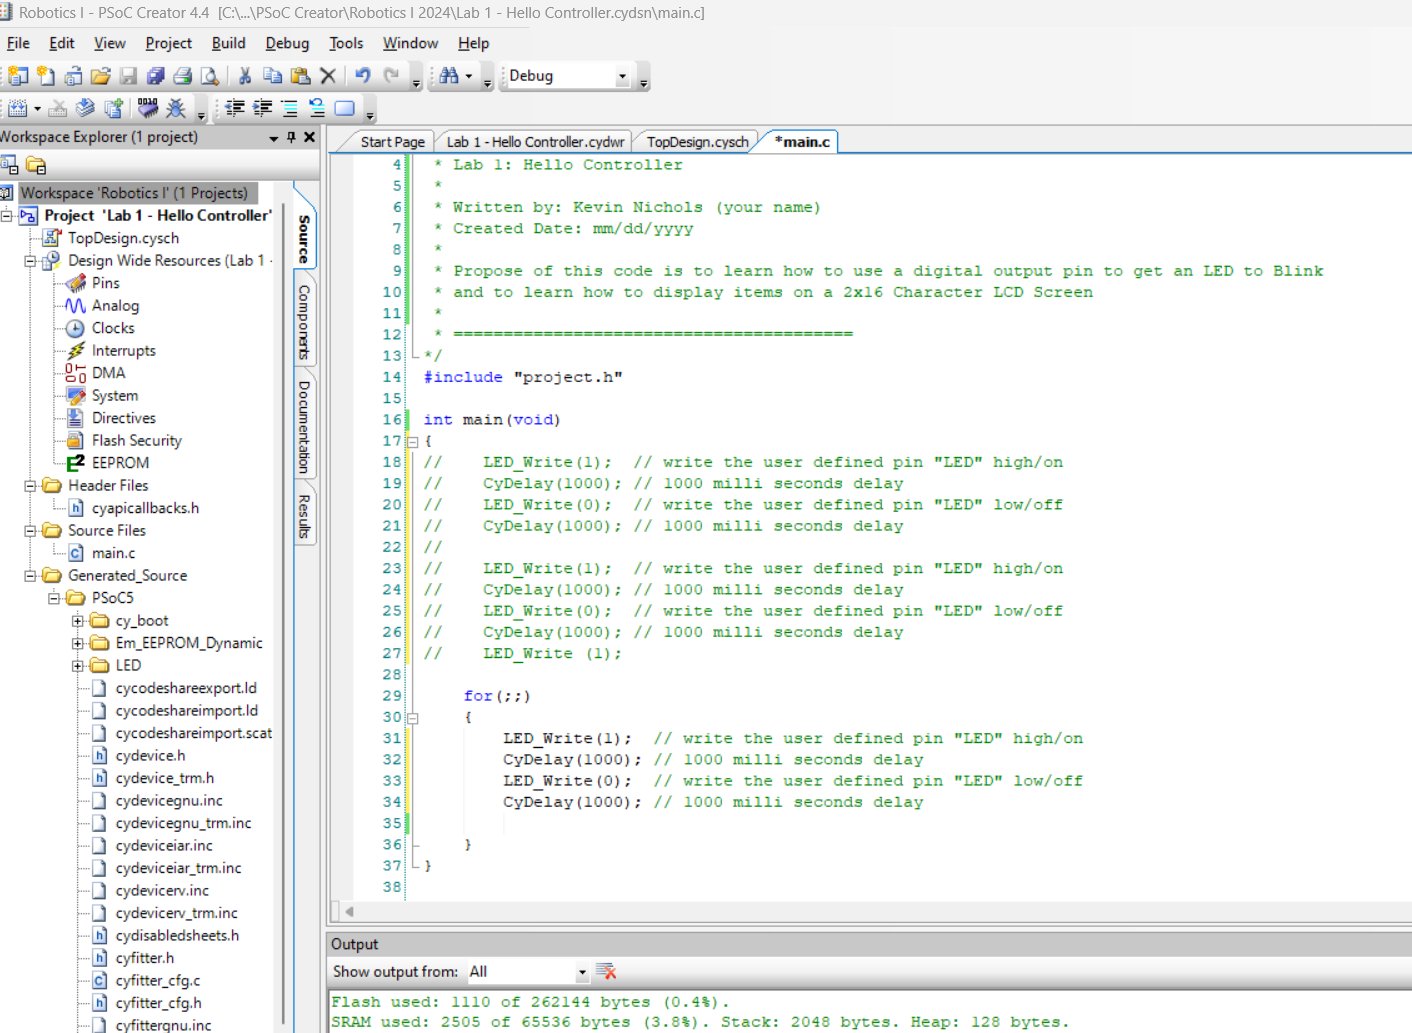 Robotics I - PSoC Creator 4.4  [C:\...\PSoC Creator\Robotics I 2024\Lab 1 - Hello Controller.cydsn\main.c]
File Edit View Project Build Debug Tools Window Help
Debug
Workspace Explorer (1 project)
Workspace 'Robotics I' (1 Projects)
Project 'Lab 1 - Hello Controller'
TopDesign.cysch
Design Wide Resources (Lab 1 -
Pins
Analog
Clocks
Interrupts
DMA
System
Directives
Flash Security
EEPROM
Header Files
cyapicallbacks.h
Source Files
main.c
Generated_Source
PSoC5
cy_boot
Em_EEPROM_Dynamic
LED
cycodeshareexport.ld
cycodeshareimport.ld
cycodeshareimport.scat
cydevice.h
cydevice_trm.h
cydevicegnu.inc
cydevicegnu_trm.inc
cydeviceiar.inc
cydeviceiar_trm.inc
cydevicerv.inc
cydevicerv_trm.inc
cydisabledsheets.h
cyfitter.h
cyfitter_cfg.c
cyfitter_cfg.h
cyfittergnu.inc
Source
Components
Documentation
Results
Start Page Lab 1 - Hello Controller.cydwr TopDesign.cysch *main.c
4 * Lab 1: Hello Controller
5 *
6 * Written by: Kevin Nichols (your name)
7 * Created Date: mm/dd/yyyy
8 *
9 * Propose of this code is to learn how to use a digital output pin to get an LED to Blink
10 * and to learn how to display items on a 2x16 Character LCD Screen
11 *
12 * ========================================
13 */
14 #include "project.h"
15
16 int main(void)
17 {
18 //    LED_Write(1);  // write the user defined pin "LED" high/on
19 //    CyDelay(1000); // 1000 milli seconds delay
20 //    LED_Write(0);  // write the user defined pin "LED" low/off
21 //    CyDelay(1000); // 1000 milli seconds delay
22 //
23 //    LED_Write(1);  // write the user defined pin "LED" high/on
24 //    CyDelay(1000); // 1000 milli seconds delay
25 //    LED_Write(0);  // write the user defined pin "LED" low/off
26 //    CyDelay(1000); // 1000 milli seconds delay
27 //    LED_Write (1);
28
29     for(;;)
30     {
31         LED_Write(1);  // write the user defined pin "LED" high/on
32         CyDelay(1000); // 1000 milli seconds delay
33         LED_Write(0);  // write the user defined pin "LED" low/off
34         CyDelay(1000); // 1000 milli seconds delay
35
36     }
37 }
38
Output
Show output from: All
Flash used: 1110 of 262144 bytes (0.4%).
SRAM used: 2505 of 65536 bytes (3.8%). Stack: 2048 bytes. Heap: 128 bytes.